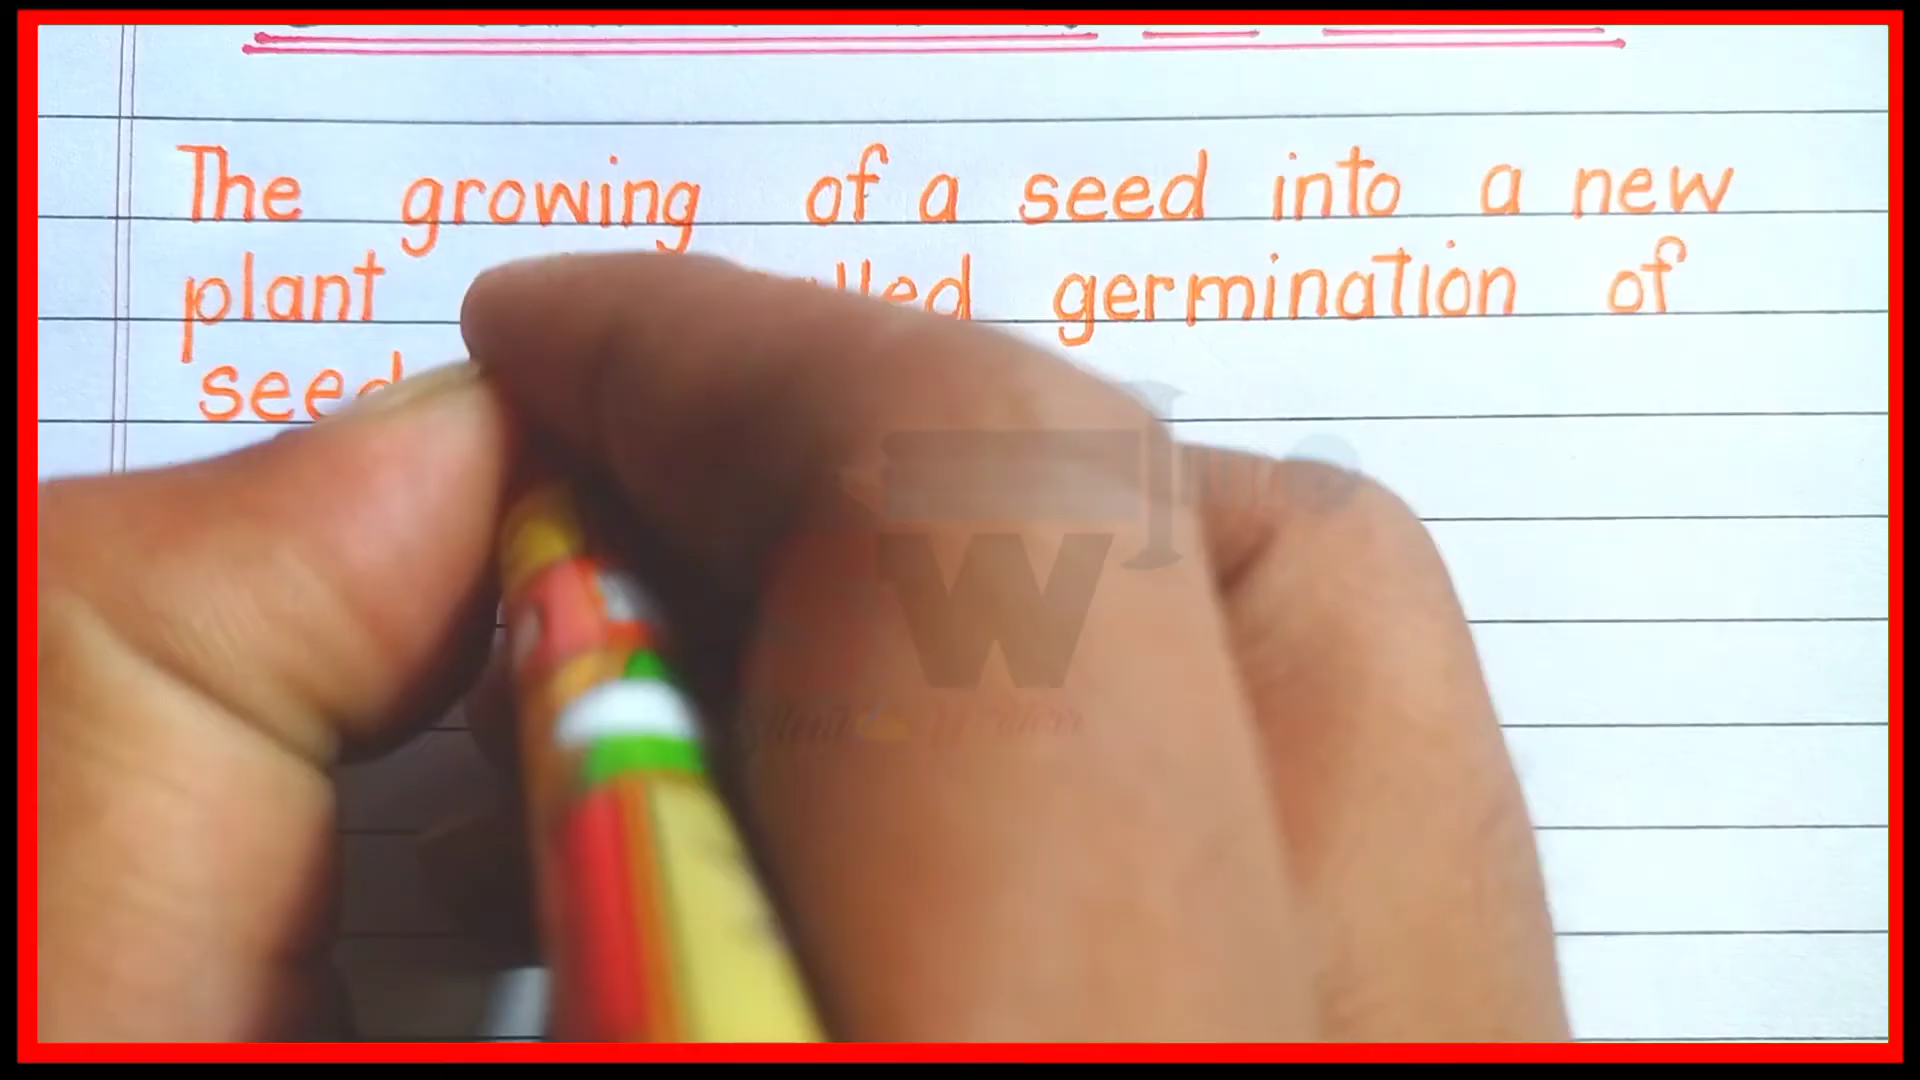 The growing of a seed into a new
plant germination of
seed
W